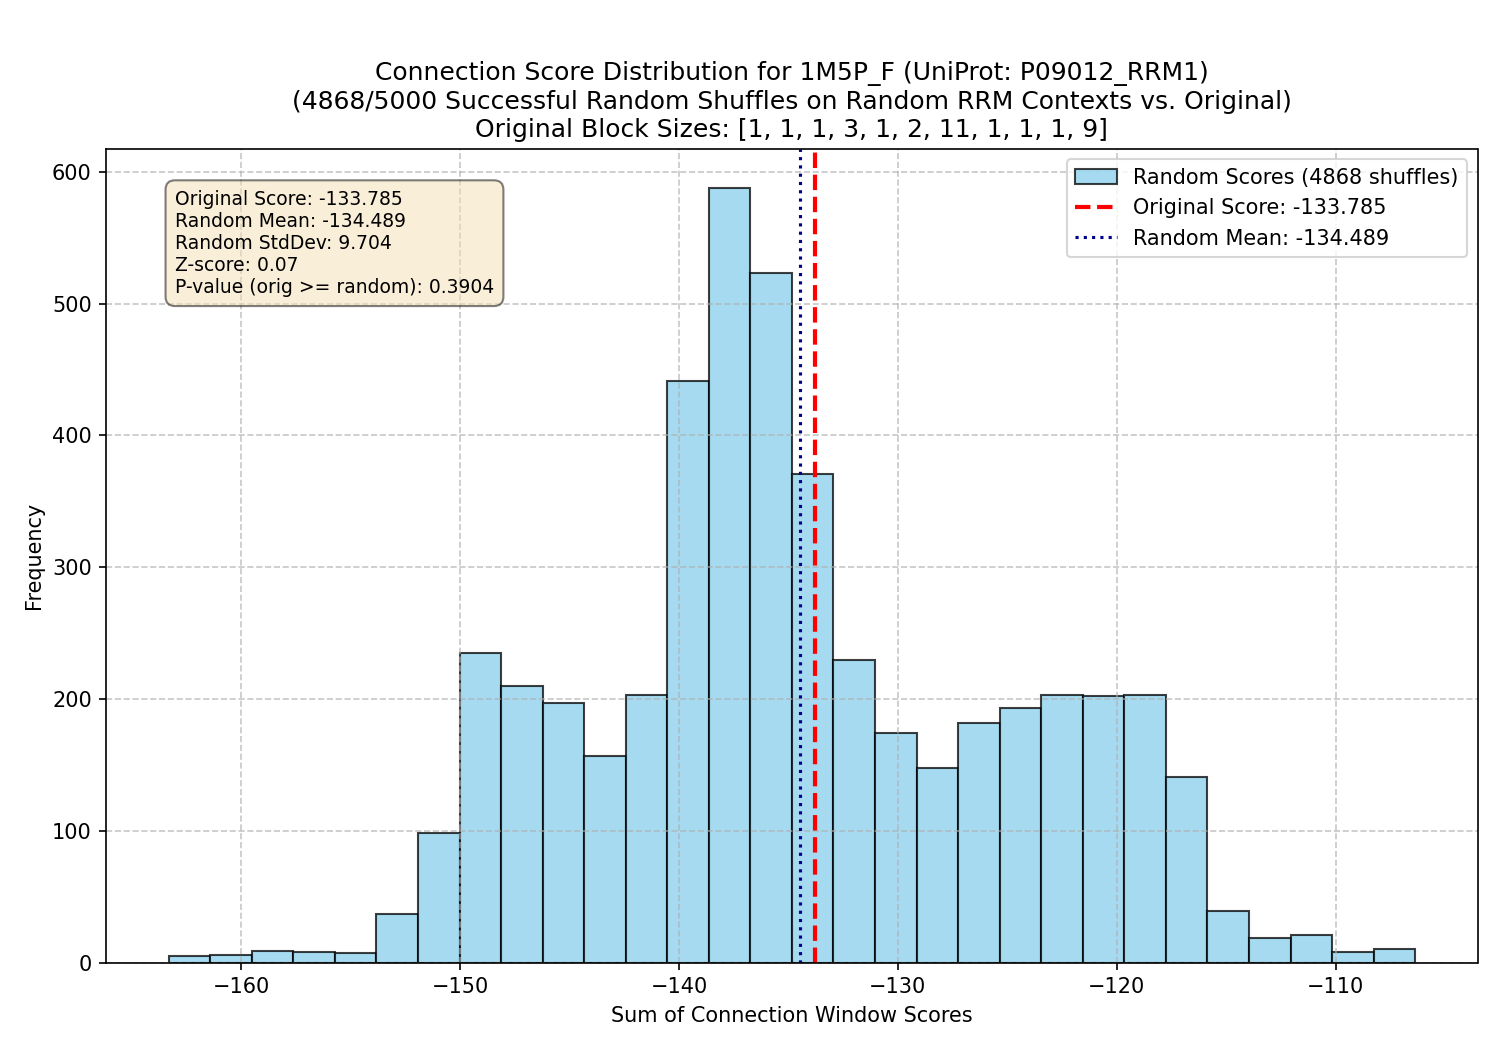 Connection Score Distribution for 1M5P_F (UniProt: P09012_RRM1)
(4868/5000 Successful Random Shuffles on Random RRM Contexts vs. Original)
Original Block Sizes: [1, 1, 1, 3, 1, 2, 11, 1, 1, 1, 9]
Original Score: -133.785
Random Mean: -134.489
Random StdDev: 9.704
Z-score: 0.07
P-value (orig >= random): 0.3904
Random Scores (4868 shuffles)
Original Score: -133.785
Random Mean: -134.489
Frequency
600
500
400
300
200
100
0
−160
−150
−140
−130
−120
−110
Sum of Connection Window Scores